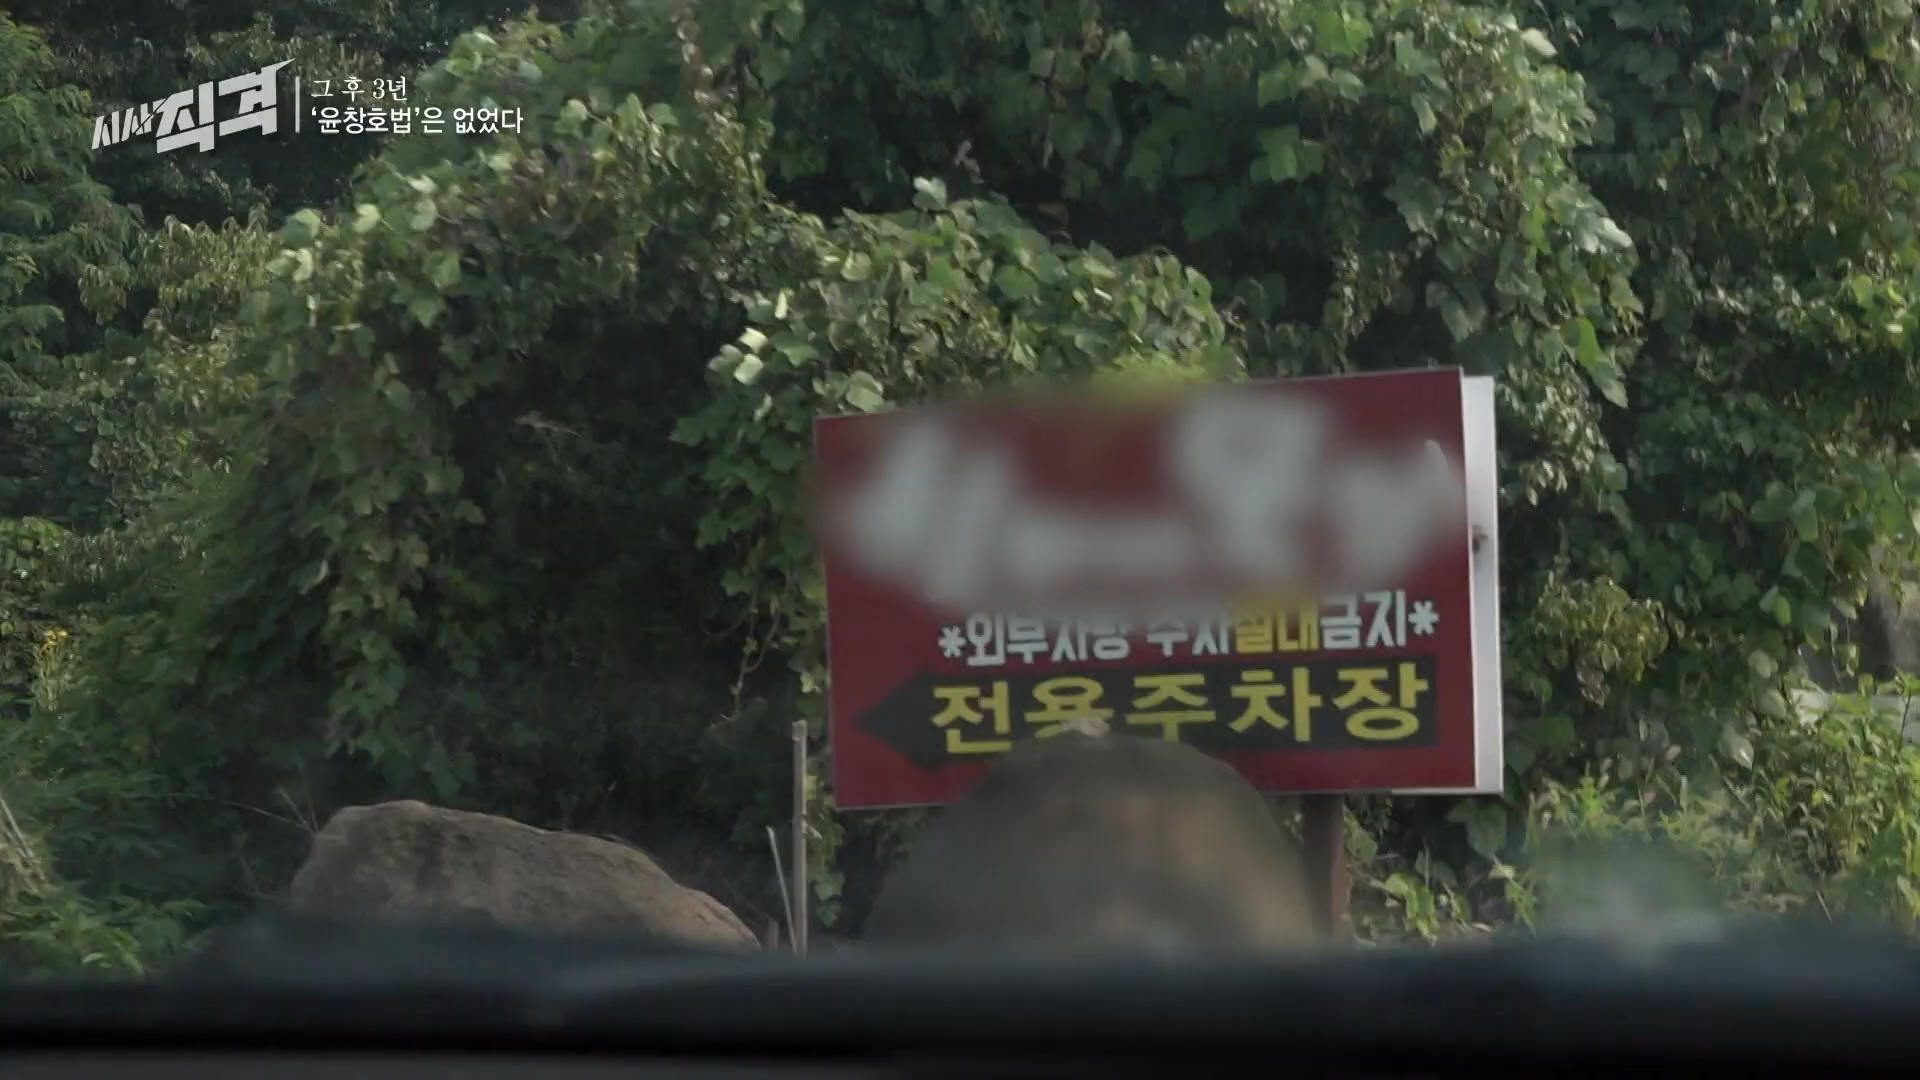 시사직격
그 후 3년
‘윤창호법’은 없었다
*외부차량 주차절대금지*
전용주차장